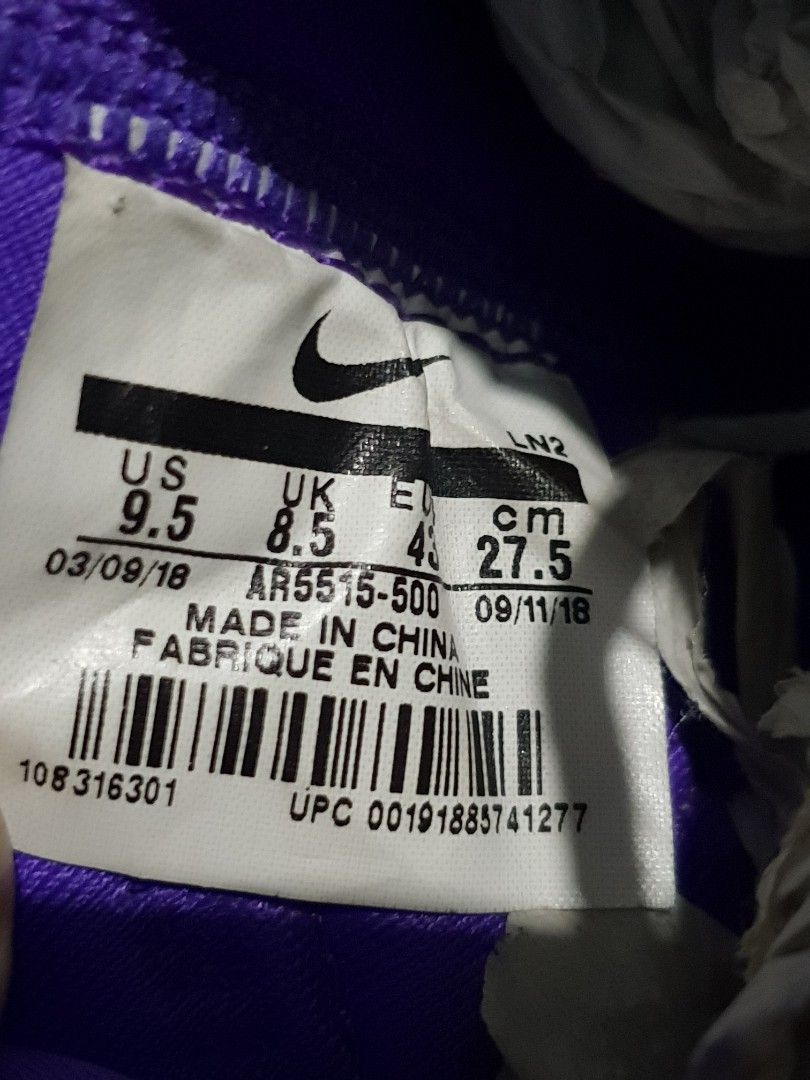 LN2
US UK EU cm
9.5 8.5 43 27.5
03/09/18 AR5515-500 09/11/18
MADE IN CHINA
FABRIQUE EN CHINE
108316301 UPC 00191885741277